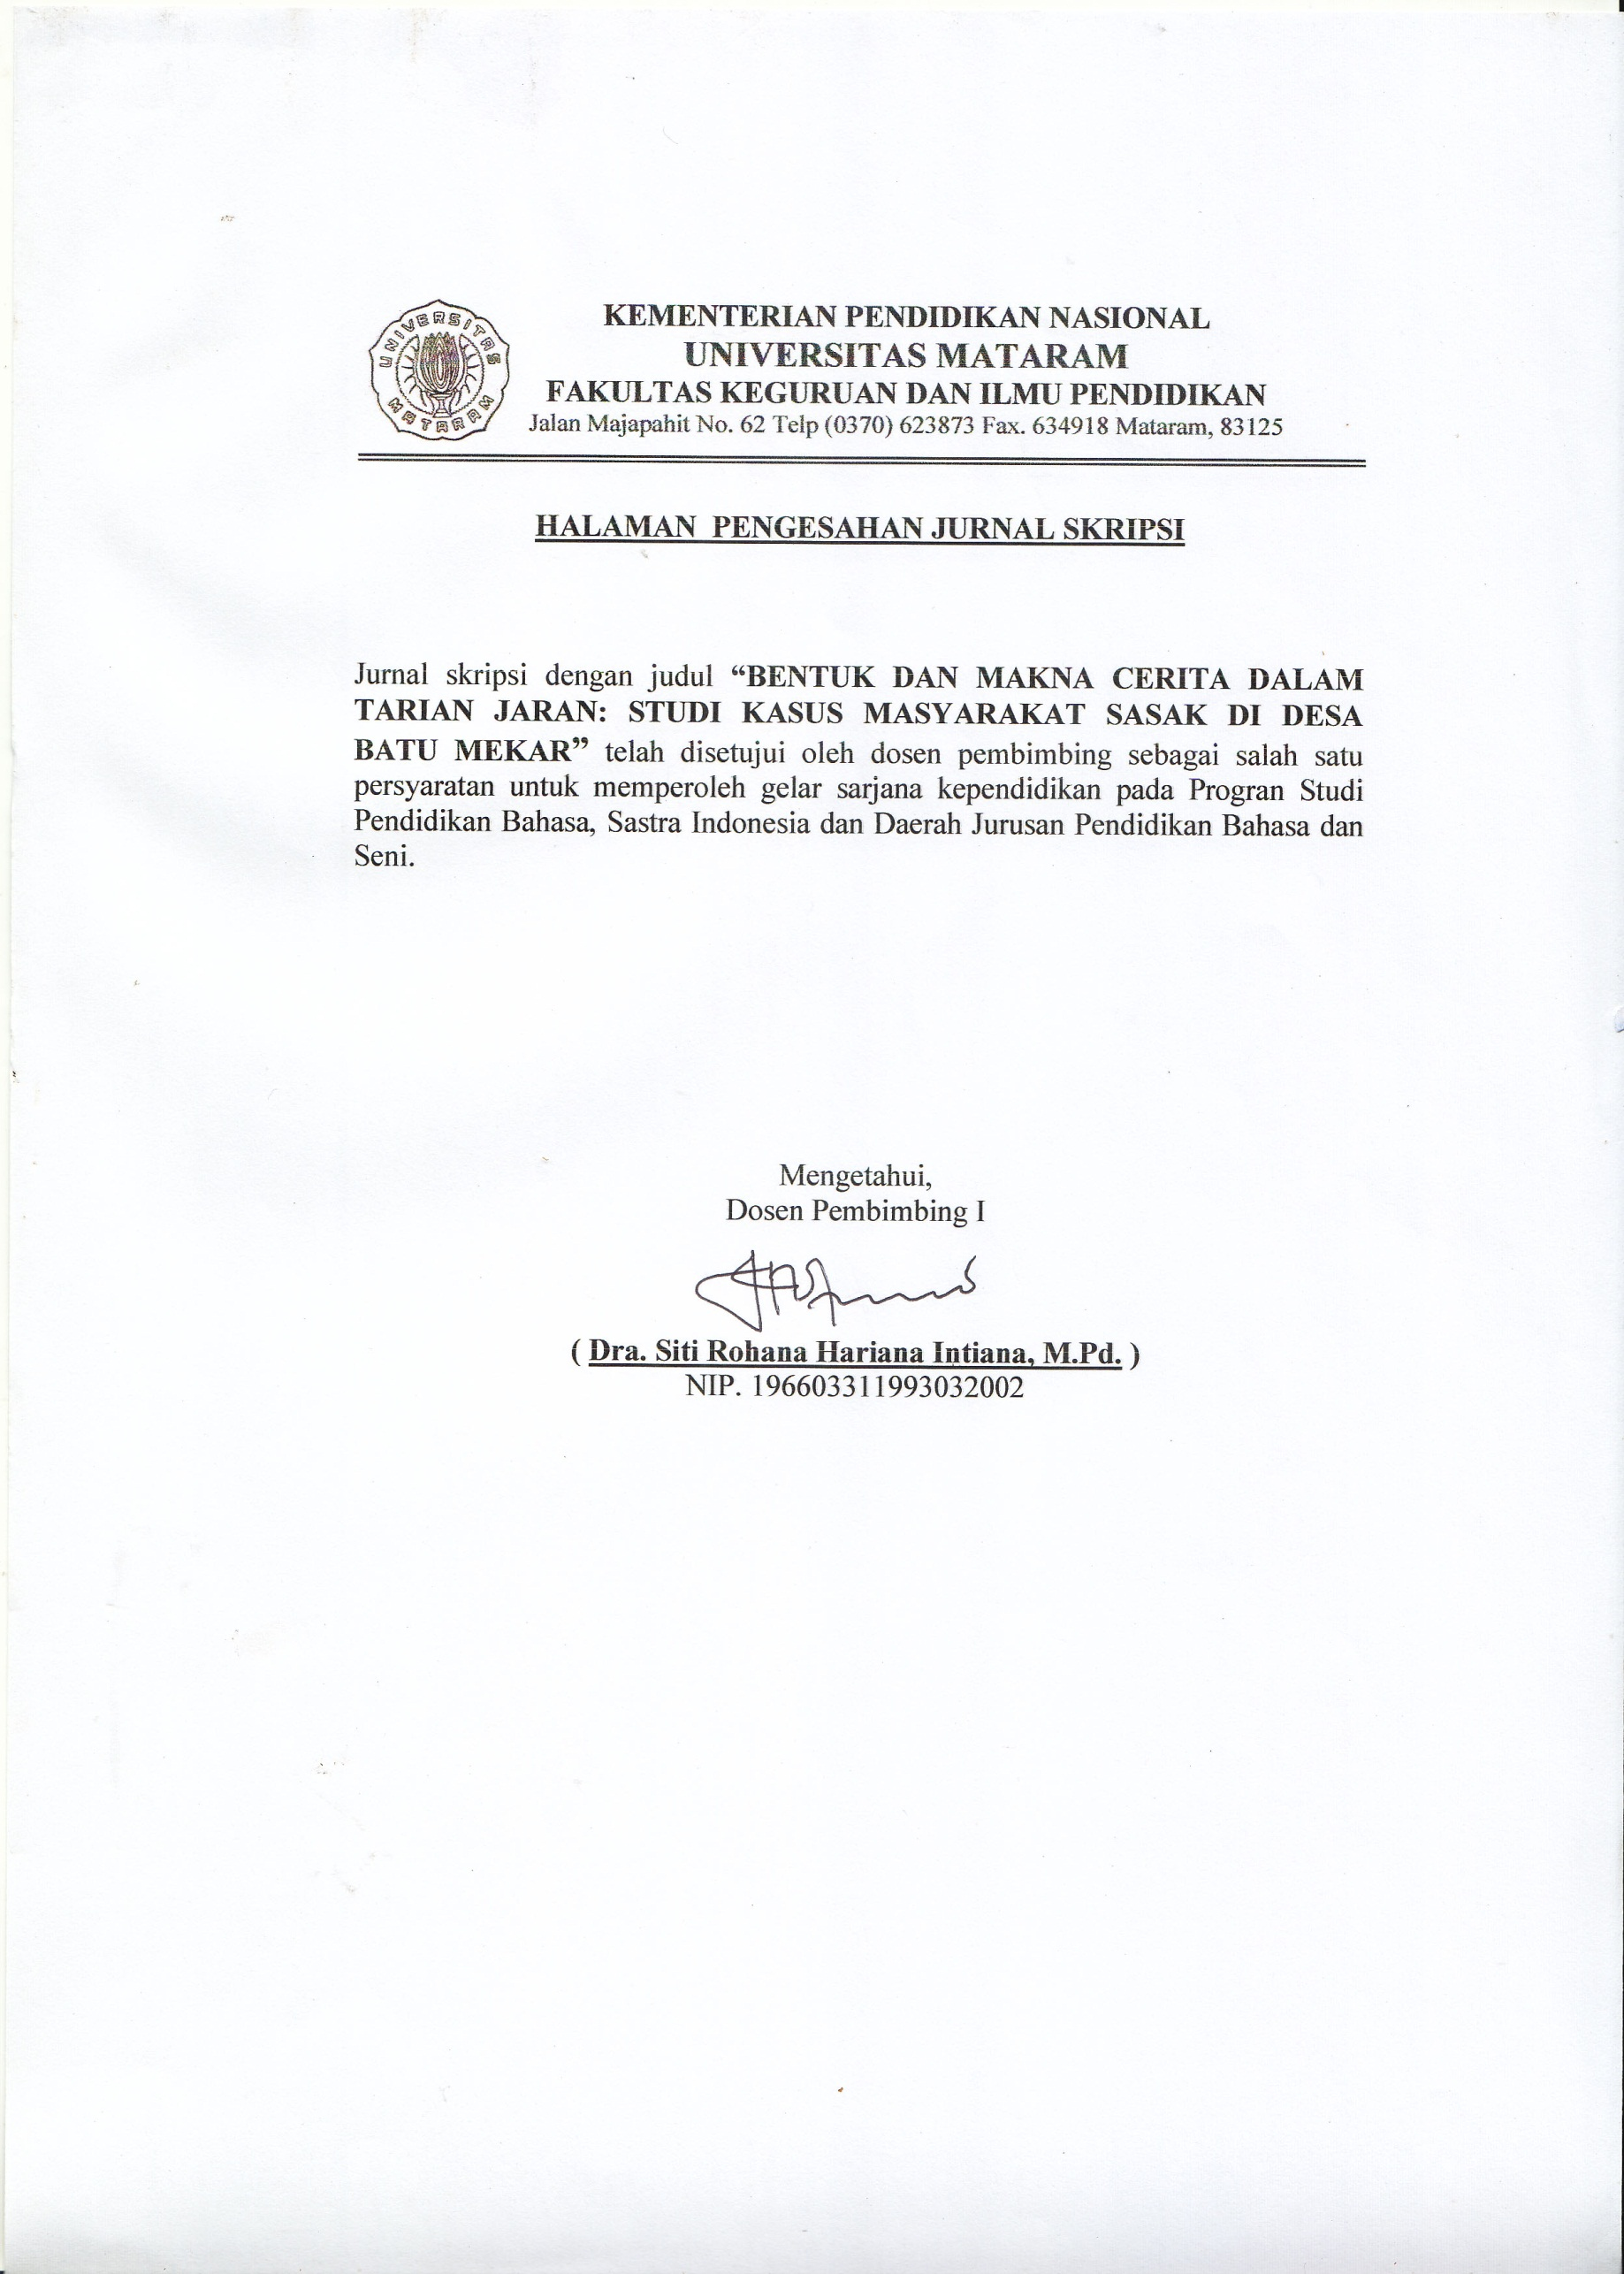 UNIVERSITAS
MATARAM
KEMENTERIAN PENDIDIKAN NASIONAL
UNIVERSITAS MATARAM
FAKULTAS KEGURUAN DAN ILMU PENDIDIKAN
Jalan Majapahit No. 62 Telp (0370) 623873 Fax. 634918 Mataram, 83125
HALAMAN PENGESAHAN JURNAL SKRIPSI
Jurnal skripsi dengan judul “BENTUK DAN MAKNA CERITA DALAM
TARIAN JARAN: STUDI KASUS MASYARAKAT SASAK DI DESA
BATU MEKAR” telah disetujui oleh dosen pembimbing sebagai salah satu
persyaratan untuk memperoleh gelar sarjana kependidikan pada Progran Studi
Pendidikan Bahasa, Sastra Indonesia dan Daerah Jurusan Pendidikan Bahasa dan
Seni.
Mengetahui,
Dosen Pembimbing I
( Dra. Siti Rohana Hariana Intiana, M.Pd. )
NIP. 196603311993032002